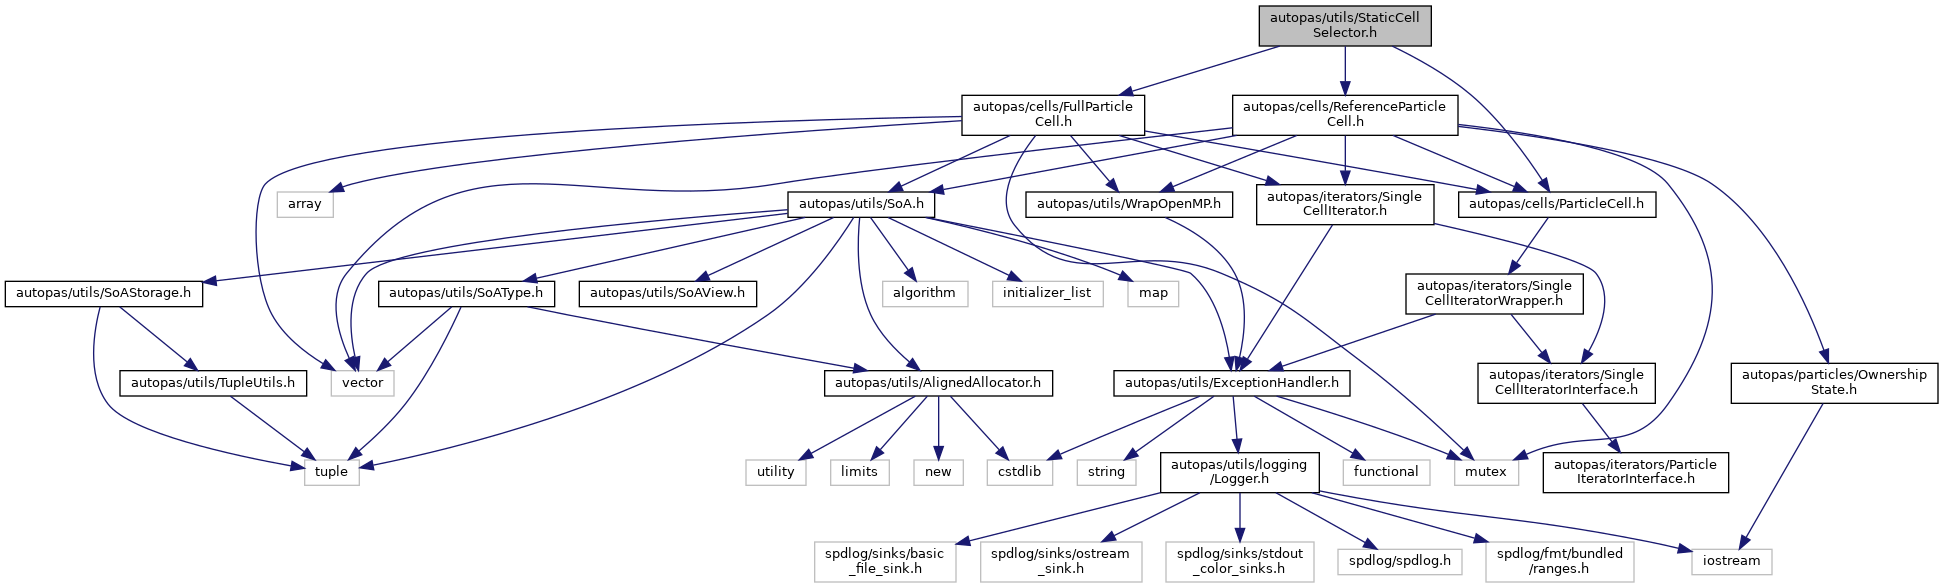 autopas/utils/StaticCell
Selector.h
autopas/cells/FullParticle
Cell.h
autopas/cells/ReferenceParticle
Cell.h
array
autopas/utils/SoA.h
autopas/utils/WrapOpenMP.h
autopas/iterators/Single
CellIterator.h
autopas/cells/ParticleCell.h
autopas/utils/SoAStorage.h
autopas/utils/SoAType.h
autopas/utils/SoAView.h
algorithm
initializer_list
map
autopas/iterators/Single
CellIteratorWrapper.h
autopas/utils/TupleUtils.h
vector
autopas/utils/AlignedAllocator.h
autopas/utils/ExceptionHandler.h
autopas/iterators/Single
CellIteratorInterface.h
autopas/particles/Ownership
State.h
tuple
utility
limits
new
cstdlib
string
autopas/utils/logging
/Logger.h
functional
mutex
autopas/iterators/Particle
IteratorInterface.h
spdlog/sinks/basic
_file_sink.h
spdlog/sinks/ostream
_sink.h
spdlog/sinks/stdout
_color_sinks.h
spdlog/spdlog.h
spdlog/fmt/bundled
/ranges.h
iostream